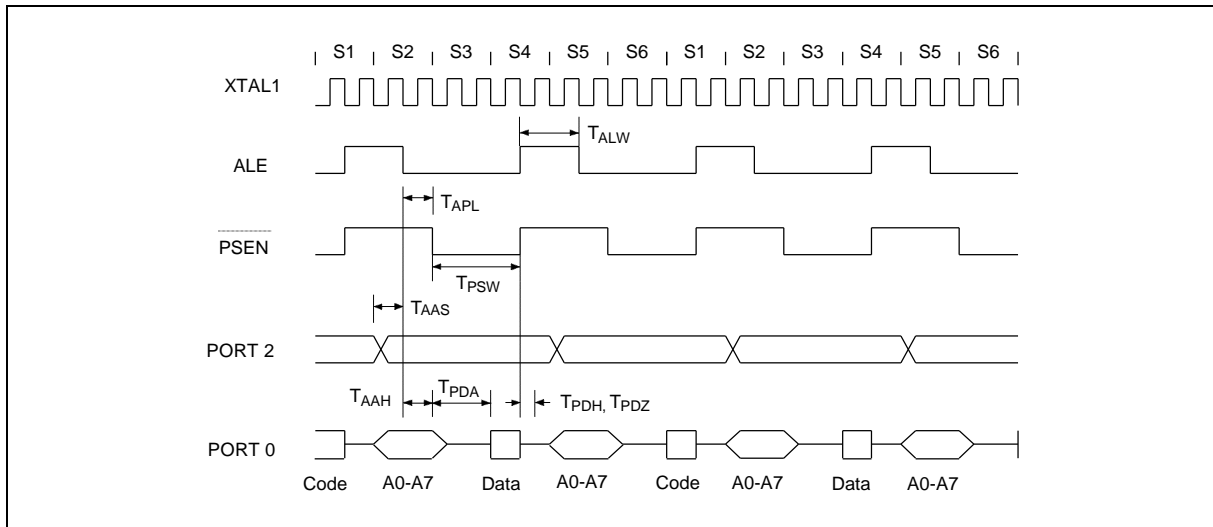 S1 S2 S3 S4 S5 S6 S1 S2 S3 S4 S5 S6
XTAL1
TALW
ALE
TAPL
PSEN
TPSW
TAAS
PORT 2
TAAH TPDA TPDH, TPDZ
PORT 0
Code A0-A7 Data A0-A7 Code A0-A7 Data A0-A7